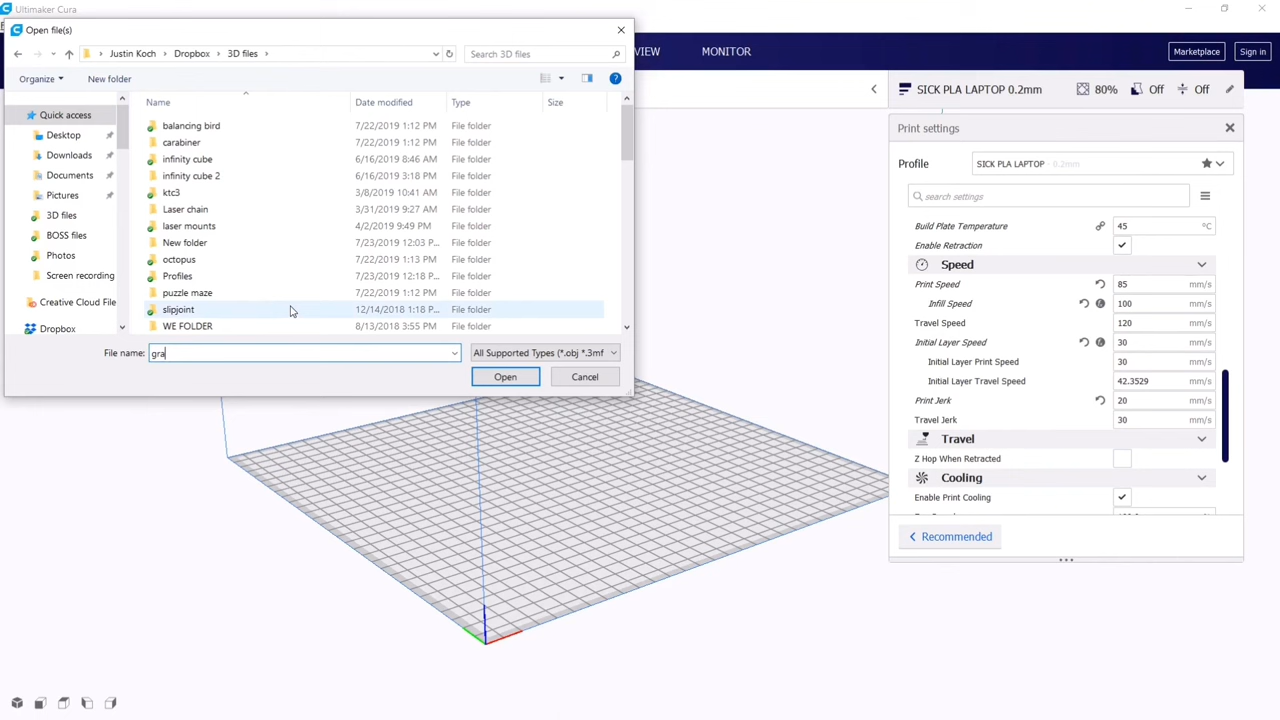 Ultimaker Cura
Open file(s)
Justin Koch > Dropbox > 3D files >
Search 3D files
Organize
New folder
Quick access
Desktop
Downloads
Documents
Pictures
3D files
BOSS files
Photos
Screen recording
Creative Cloud File
Dropbox
Name Date modified Type Size
balancing bird 7/22/2019 1:12 PM File folder
carabiner 7/22/2019 1:12 PM File folder
infinity cube 6/16/2019 8:46 AM File folder
infinity cube 2 6/16/2019 3:18 PM File folder
ktc3 3/8/2019 10:41 AM File folder
Laser chain 3/31/2019 9:27 AM File folder
laser mounts 4/2/2019 9:49 PM File folder
New folder 7/23/2019 12:03 P... File folder
octopus 7/22/2019 1:13 PM File folder
Profiles 7/23/2019 12:18 P... File folder
puzzle maze 7/22/2019 1:12 PM File folder
slipjoint 12/14/2018 1:18 P... File folder
WE FOLDER 8/13/2018 3:55 PM File folder
File name: gra
All Supported Types (*.obj *.3mf
Open
Cancel
VIEW
MONITOR
Marketplace
Sign in
SICK PLA LAPTOP 0.2mm
80%
Off
Off
Print settings
Profile
SICK PLA LAPTOP 0.2mm
search settings
Build Plate Temperature 45 °C
Enable Retraction
Speed
Print Speed 85 mm/s
Infill Speed 100 mm/s
Travel Speed 120 mm/s
Initial Layer Speed 30 mm/s
Initial Layer Print Speed 30 mm/s
Initial Layer Travel Speed 42.3529 mm/s
Print Jerk 20 mm/s
Travel Jerk 30 mm/s
Travel
Z Hop When Retracted
Cooling
Enable Print Cooling
Recommended